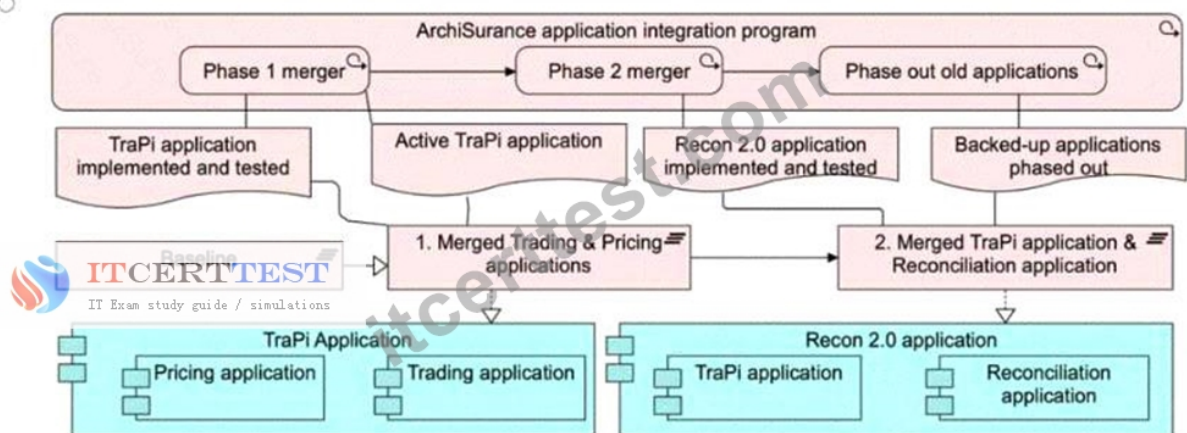 ArchiSurance application integration program
Phase 1 merger
Phase 2 merger
Phase out old applications
TraPi application
implemented and tested
Active TraPi application
Recon 2.0 application
implemented and tested
Backed-up applications
phased out
Baseline
1. Merged Trading & Pricing
applications
2. Merged TraPi application &
Reconciliation application
ITCERTTEST
IT Exam study guide / simulations
itcerttest.com
TraPi Application
Pricing application
Trading application
Recon 2.0 application
TraPi application
Reconciliation
application